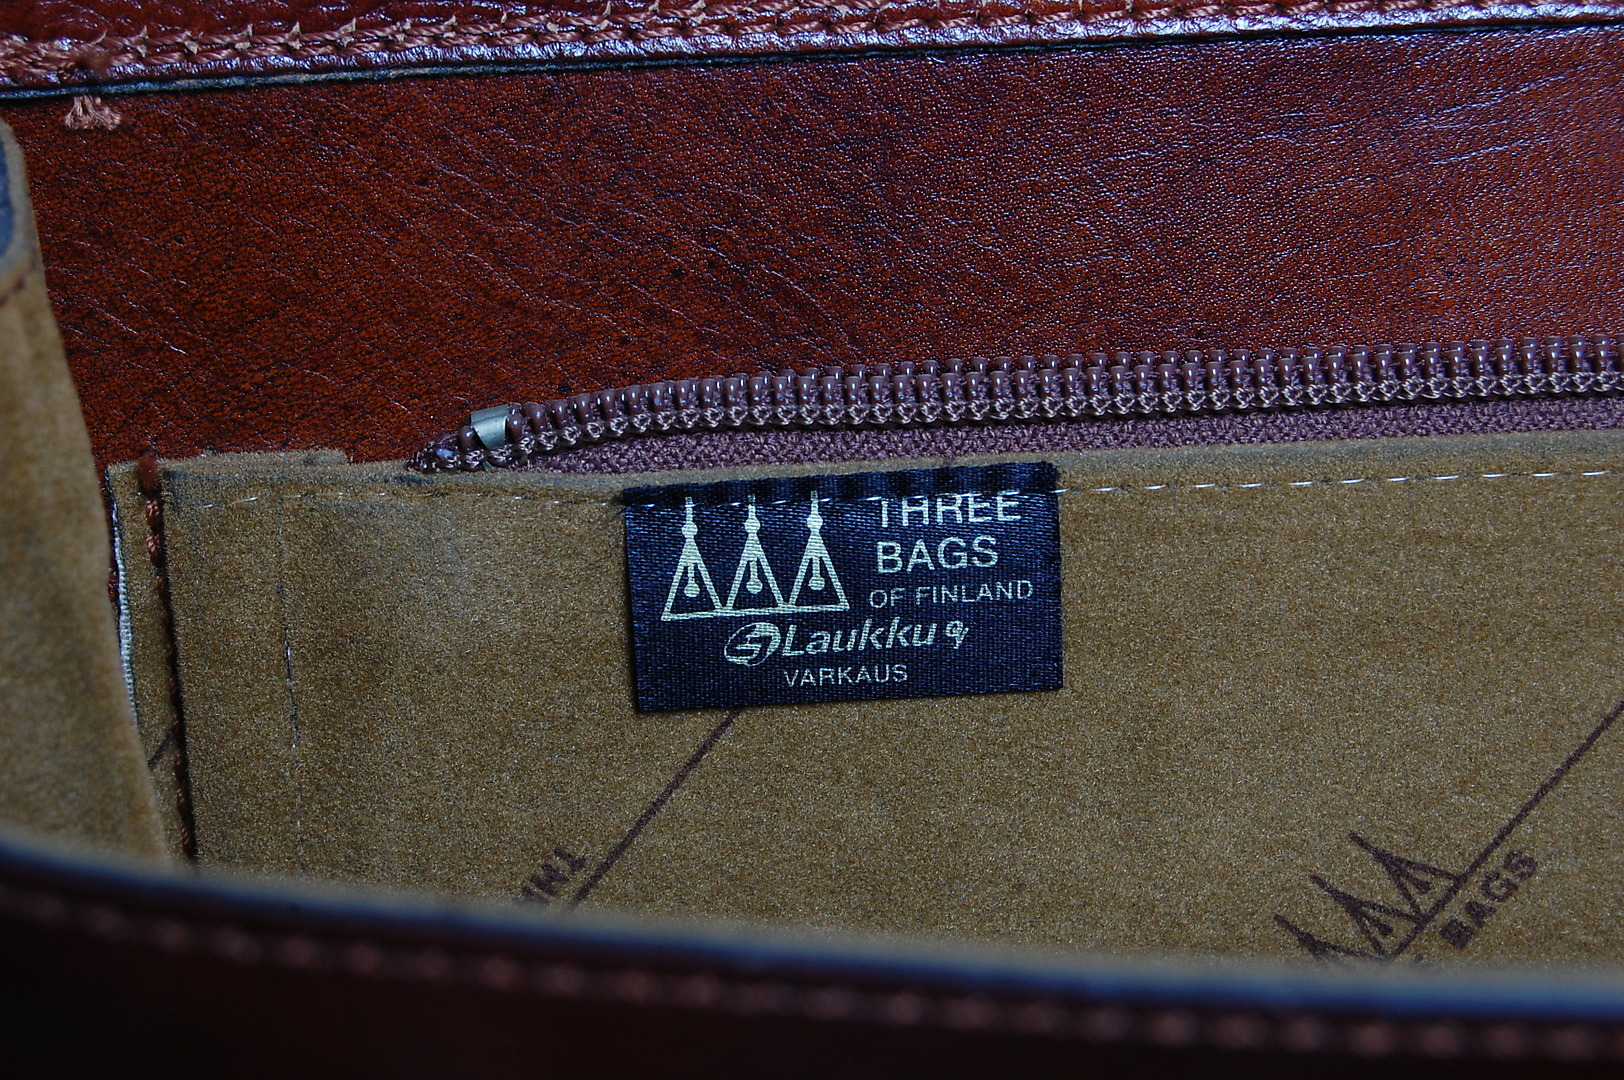 THREE
BAGS
OF FINLAND
Laukku oy
VARKAUS
BAGS